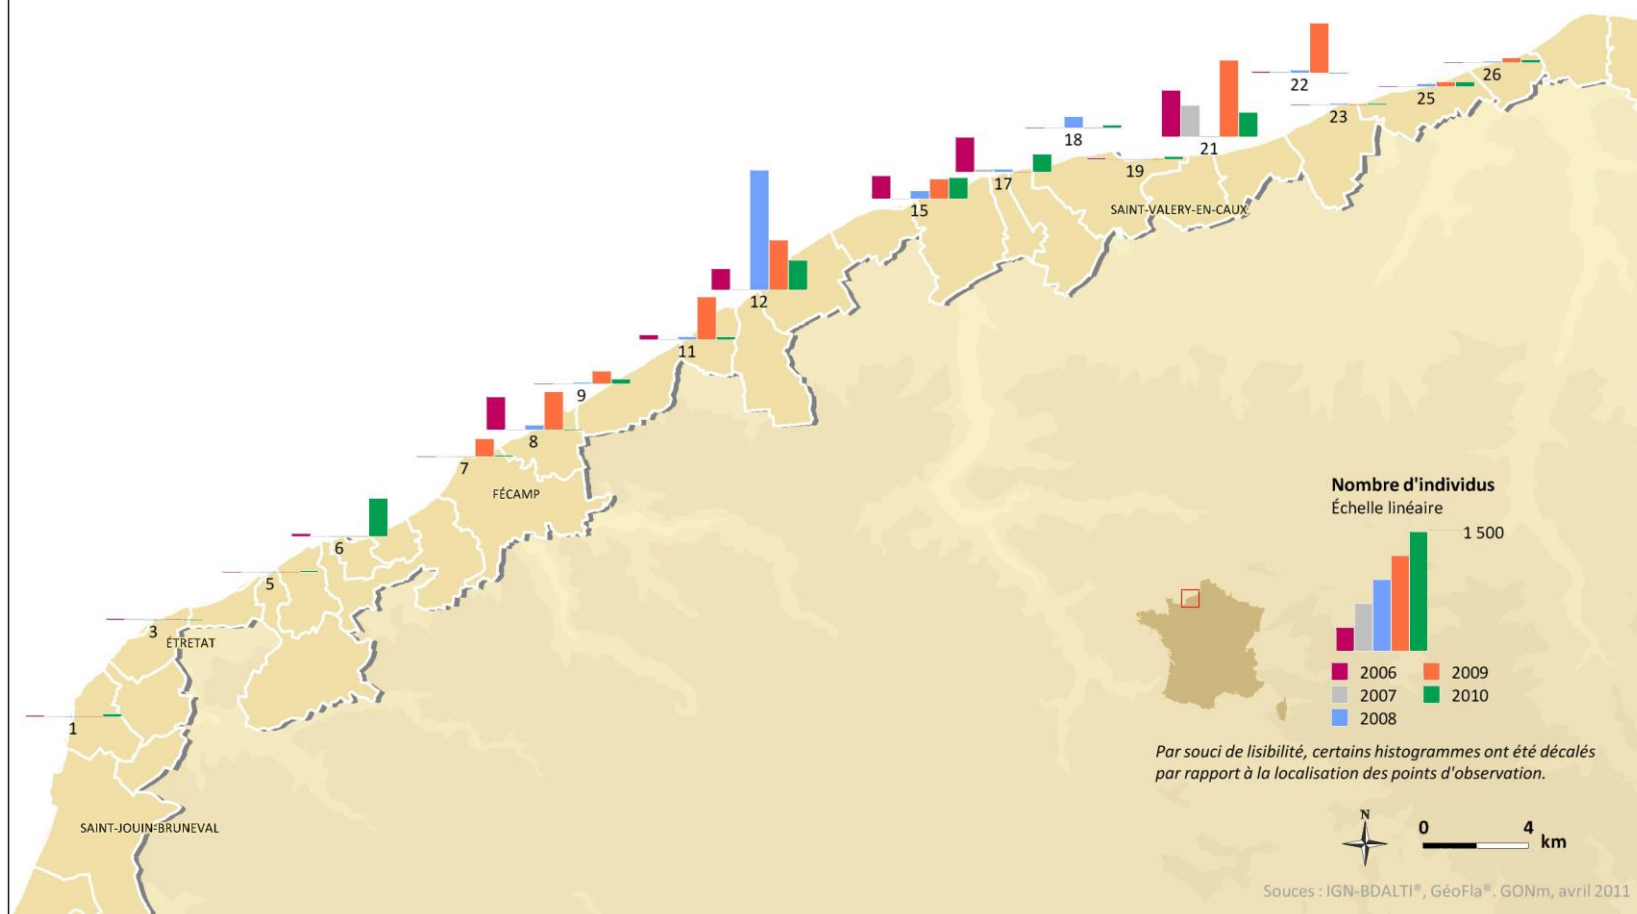 22
26
25
23
18
21
19
17
15
SAINT-VALERY-EN-CAUX
12
11
9
8
7
FÉCAMP
6
5
3
ÉTRETAT
1
SAINT-JOUIN-BRUNEVAL
Nombre d'individus
Échelle linéaire
1 500
2006
2009
2007
2010
2008
Par souci de lisibilité, certains histogrammes ont été décalés
par rapport à la localisation des points d'observation.
N
0 4
km
Souces : IGN-BDALTI®, GéoFla®. GONm, avril 2011